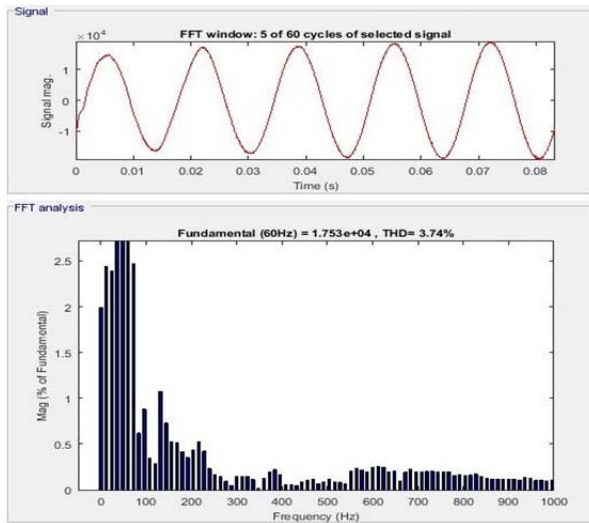 Signal
×10⁴
FFT window: 5 of 60 cycles of selected signal
1
0
-1
Signal mag.
0 0.01 0.02 0.03 0.04 0.05 0.06 0.07 0.08
Time (s)
FFT analysis
Fundamental (60Hz) = 1.753e+04 , THD= 3.74%
2.5
2
1.5
1
0.5
0
Mag (% of Fundamental)
0 100 200 300 400 500 600 700 800 900 1000
Frequency (Hz)